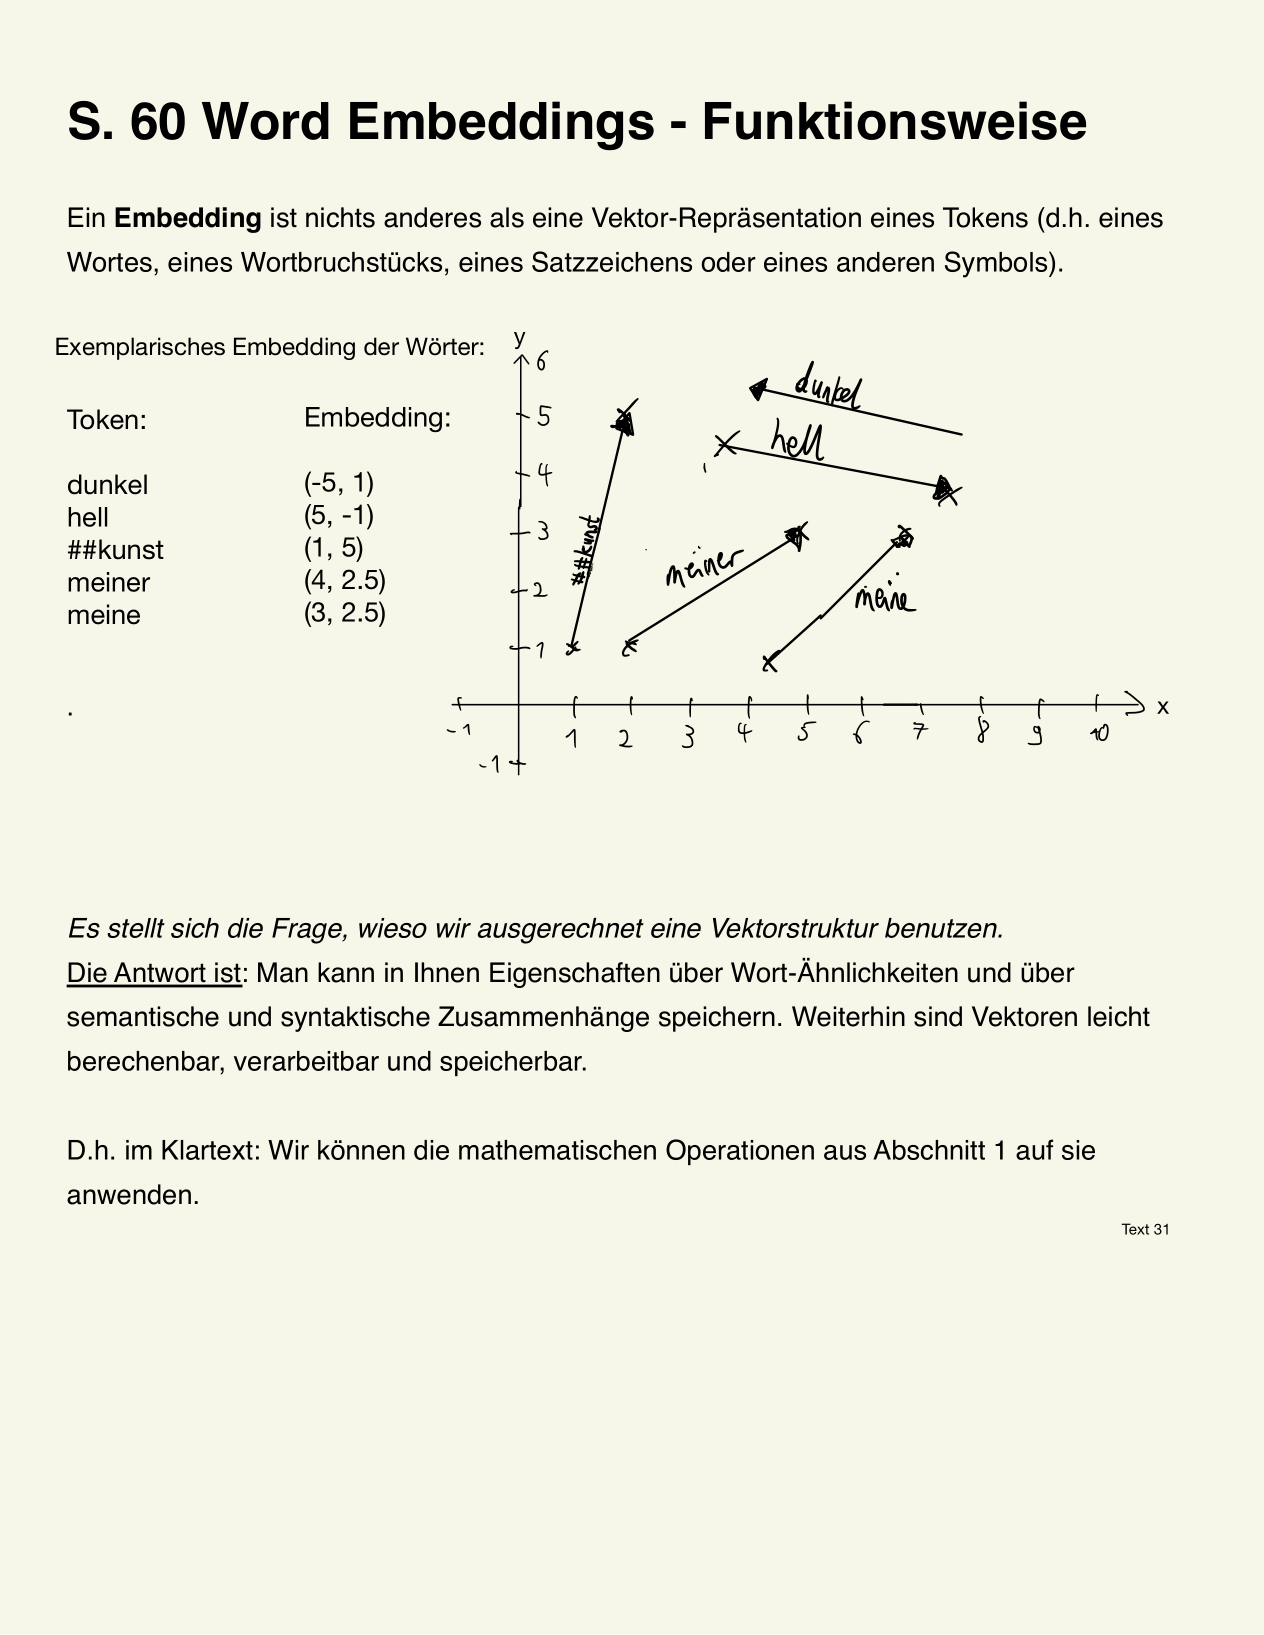 S. 60 Word Embeddings - Funktionsweise
Ein Embedding ist nichts anderes als eine Vektor-Repräsentation eines Tokens (d.h. eines
Wortes, eines Wortbruchstücks, eines Satzzeichens oder eines anderen Symbols).
Exemplarisches Embedding der Wörter:
Token: Embedding:
dunkel (-5, 1)
hell (5, -1)
##kunst (1, 5)
meiner (4, 2.5)
meine (3, 2.5)
.
y
6
5
4
3
2
1
-1
dunkel
hell
##kunst
meiner
meine
-1 1 2 3 4 5 6 7 8 9 10 x
Es stellt sich die Frage, wieso wir ausgerechnet eine Vektorstruktur benutzen.
Die Antwort ist: Man kann in Ihnen Eigenschaften über Wort-Ähnlichkeiten und über
semantische und syntaktische Zusammenhänge speichern. Weiterhin sind Vektoren leicht
berechenbar, verarbeitbar und speicherbar.
D.h. im Klartext: Wir können die mathematischen Operationen aus Abschnitt 1 auf sie
anwenden.
Text 31